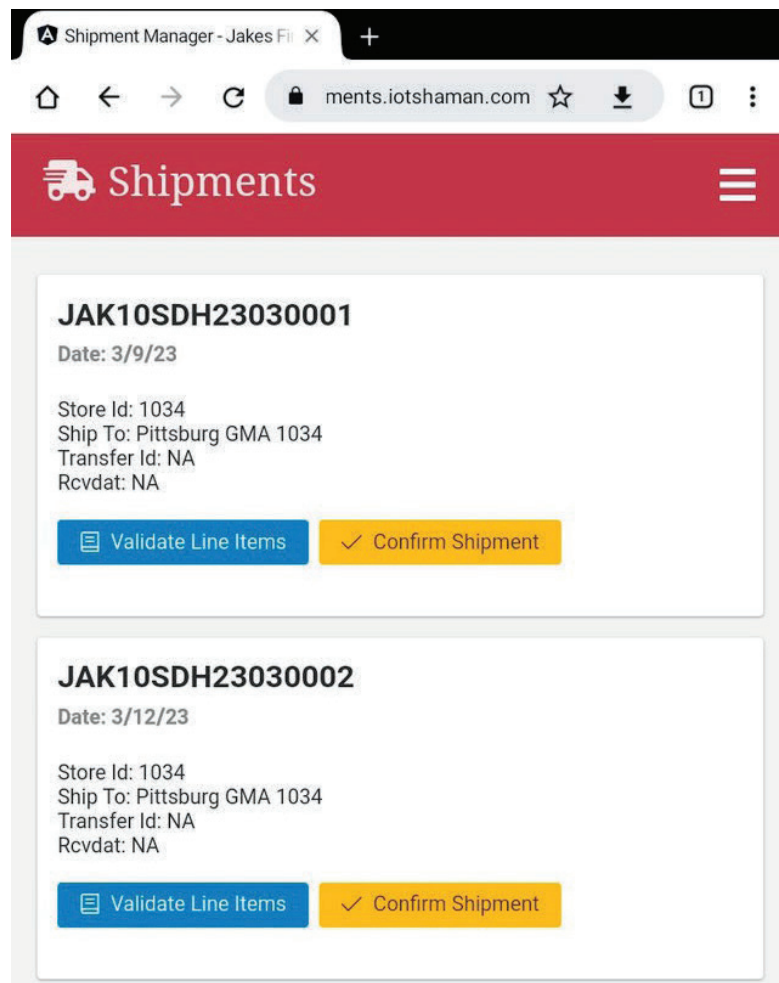 Shipment Manager - Jakes Fi
ments.iotshaman.com
1
Shipments
JAK10SDH23030001
Date: 3/9/23
Store Id: 1034
Ship To: Pittsburg GMA 1034
Transfer Id: NA
Rcvdat: NA
Validate Line Items
Confirm Shipment
JAK10SDH23030002
Date: 3/12/23
Store Id: 1034
Ship To: Pittsburg GMA 1034
Transfer Id: NA
Rcvdat: NA
Validate Line Items
Confirm Shipment